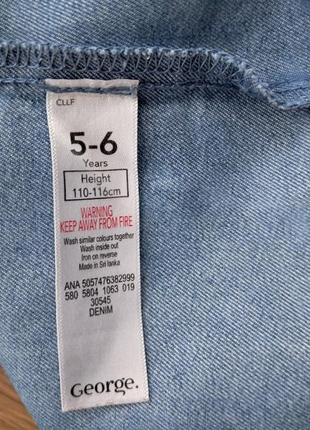 CLLF
5-6
Years
Height
110-116cm
WARNING
KEEP AWAY FROM FIRE
Wash similar colours together
Wash inside out
Iron on reverse
Made in Sri lanka
ANA 5057476382999
580 5804 1063 019
30545
DENIM
George.